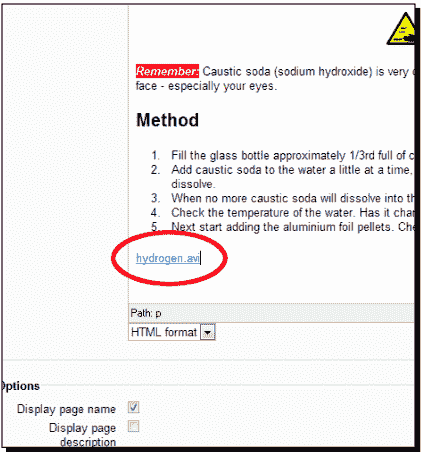 Remember: Caustic soda (sodium hydroxide) is very
face - especially your eyes.
Method
1. Fill the glass bottle approximately 1/3rd full of
2. Add caustic soda to the water a little at a time,
dissolve.
3. When no more caustic soda will dissolve into
4. Check the temperature of the water. Has it
5. Next start adding the aluminium foil pellets.
hydrogen.avi
Path: p
HTML format
Options
Display page name
Display page
description